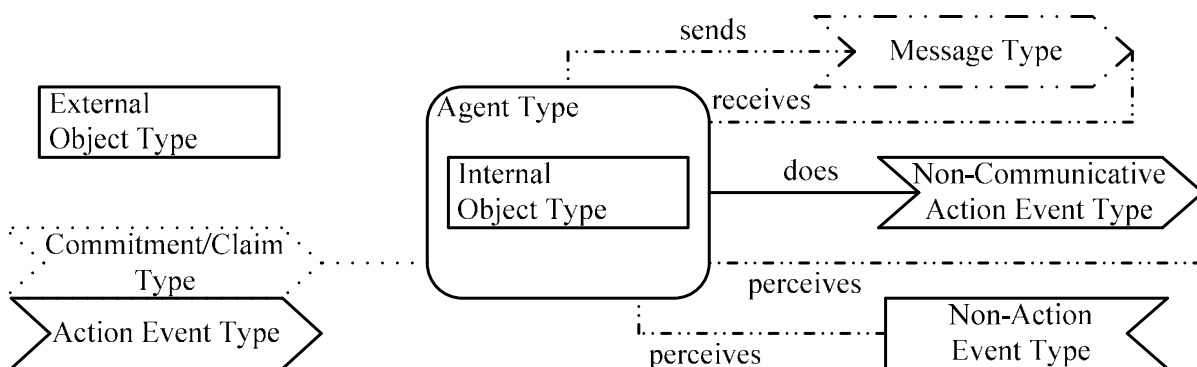 sends
Message Type
External
Object Type
Agent Type
receives
Internal
Object Type
does
Non-Communicative
Action Event Type
Commitment/Claim
Type
perceives
Action Event Type
Non-Action
Event Type
perceives